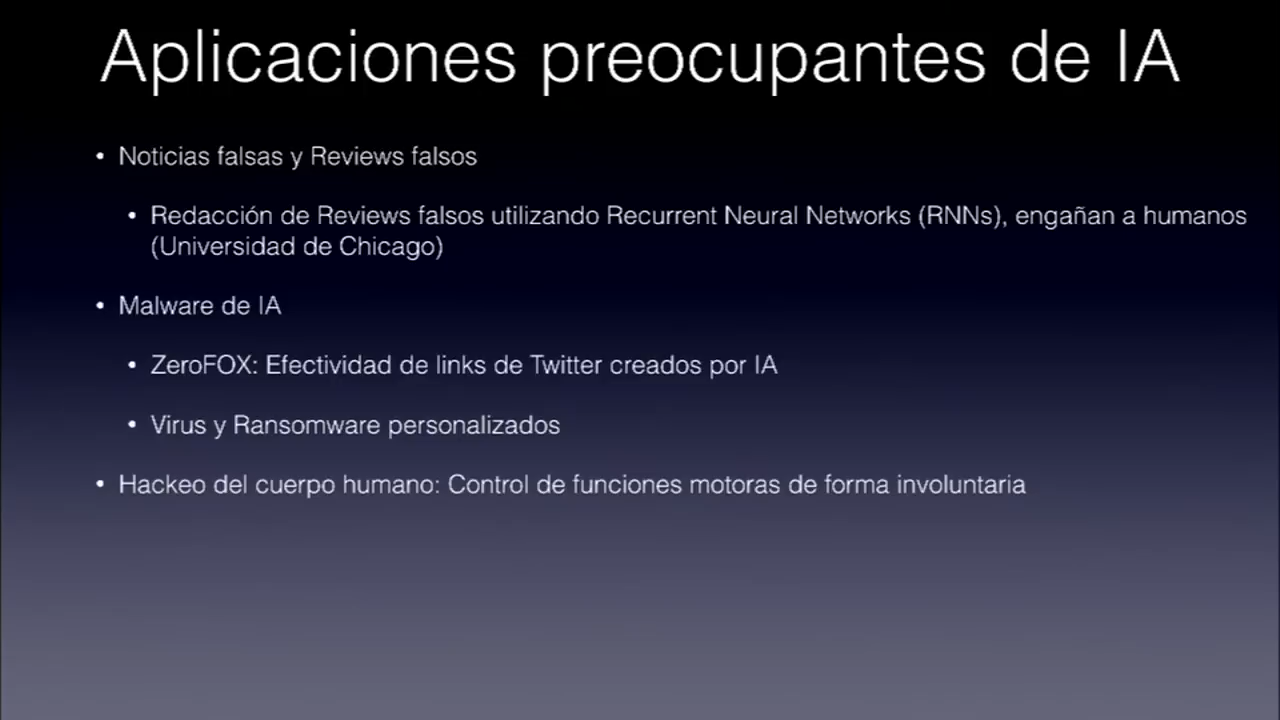 Aplicaciones preocupantes de IA
• Noticias falsas y Reviews falsos
• Redacción de Reviews falsos utilizando Recurrent Neural Networks (RNNs), engañan a humanos
(Universidad de Chicago)
• Malware de IA
• ZeroFOX: Efectividad de links de Twitter creados por IA
• Virus y Ransomware personalizados
• Hackeo del cuerpo humano: Control de funciones motoras de forma involuntaria